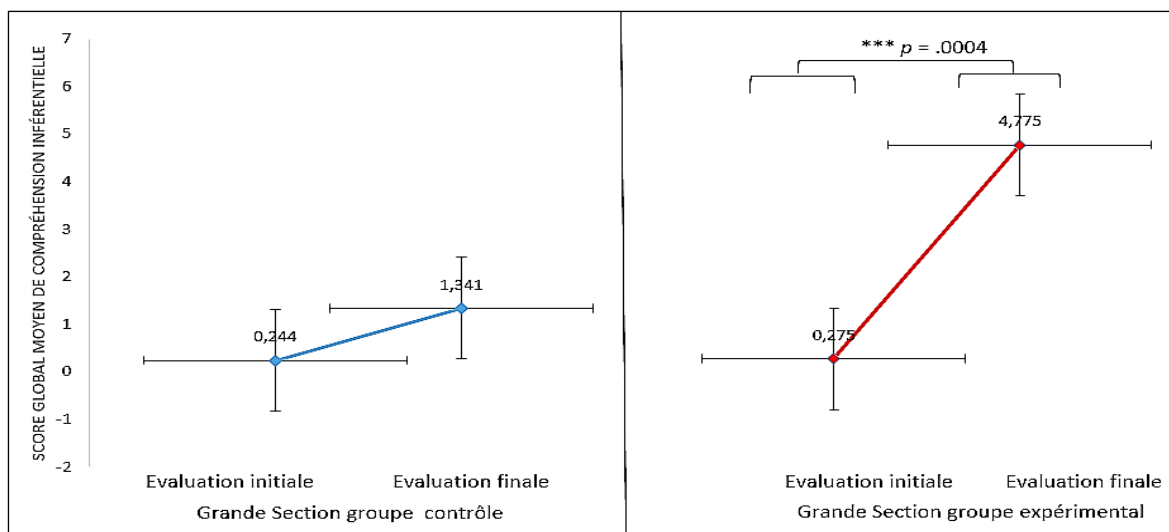 SCORE GLOBAL MOYEN DE COMPRÉHENSION INFÉRENTIELLE
7
6
5
4
3
2
1
0
-1
-2
0,244
1,341
Evaluation initiale
Evaluation finale
Grande Section groupe contrôle
*** p = .0004
4,775
0,275
Evaluation initiale
Evaluation finale
Grande Section groupe expérimental